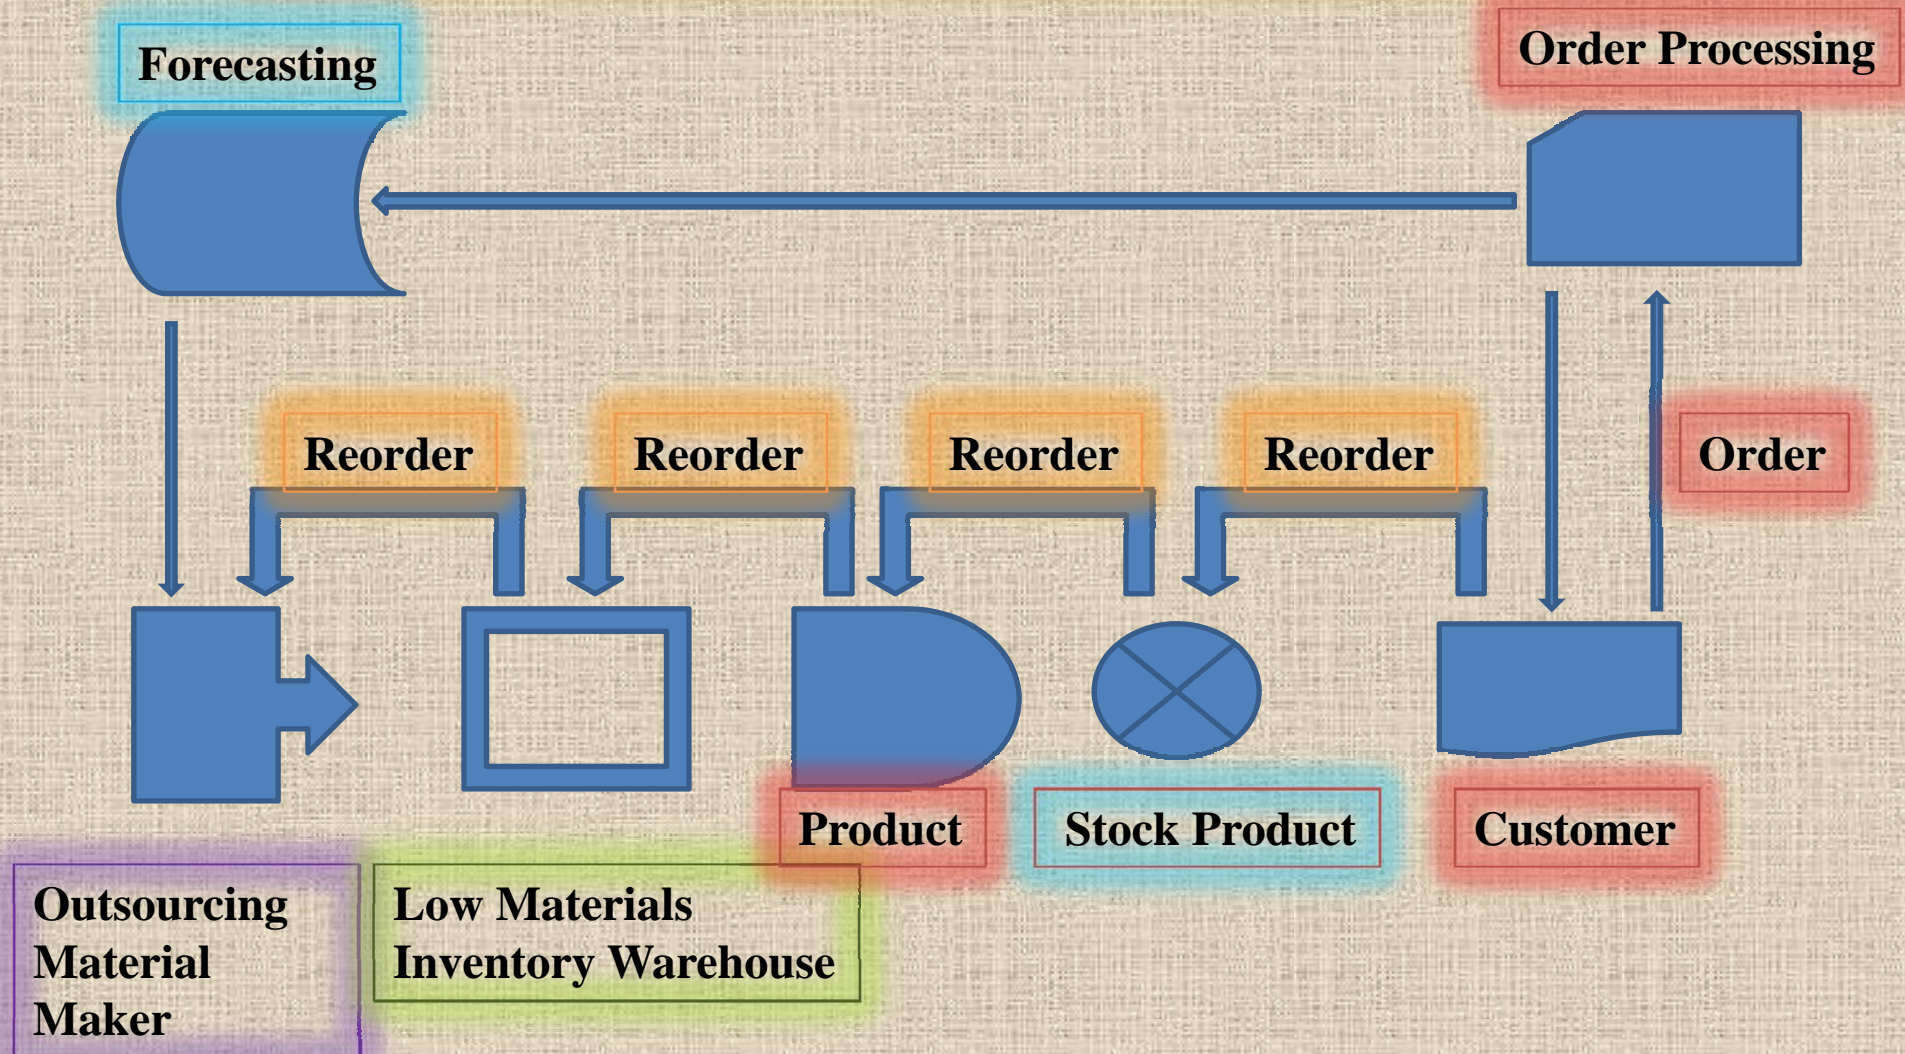 Forecasting
Order Processing
Reorder
Reorder
Reorder
Reorder
Order
Product
Stock Product
Customer
Outsourcing
Material
Maker
Low Materials
Inventory Warehouse